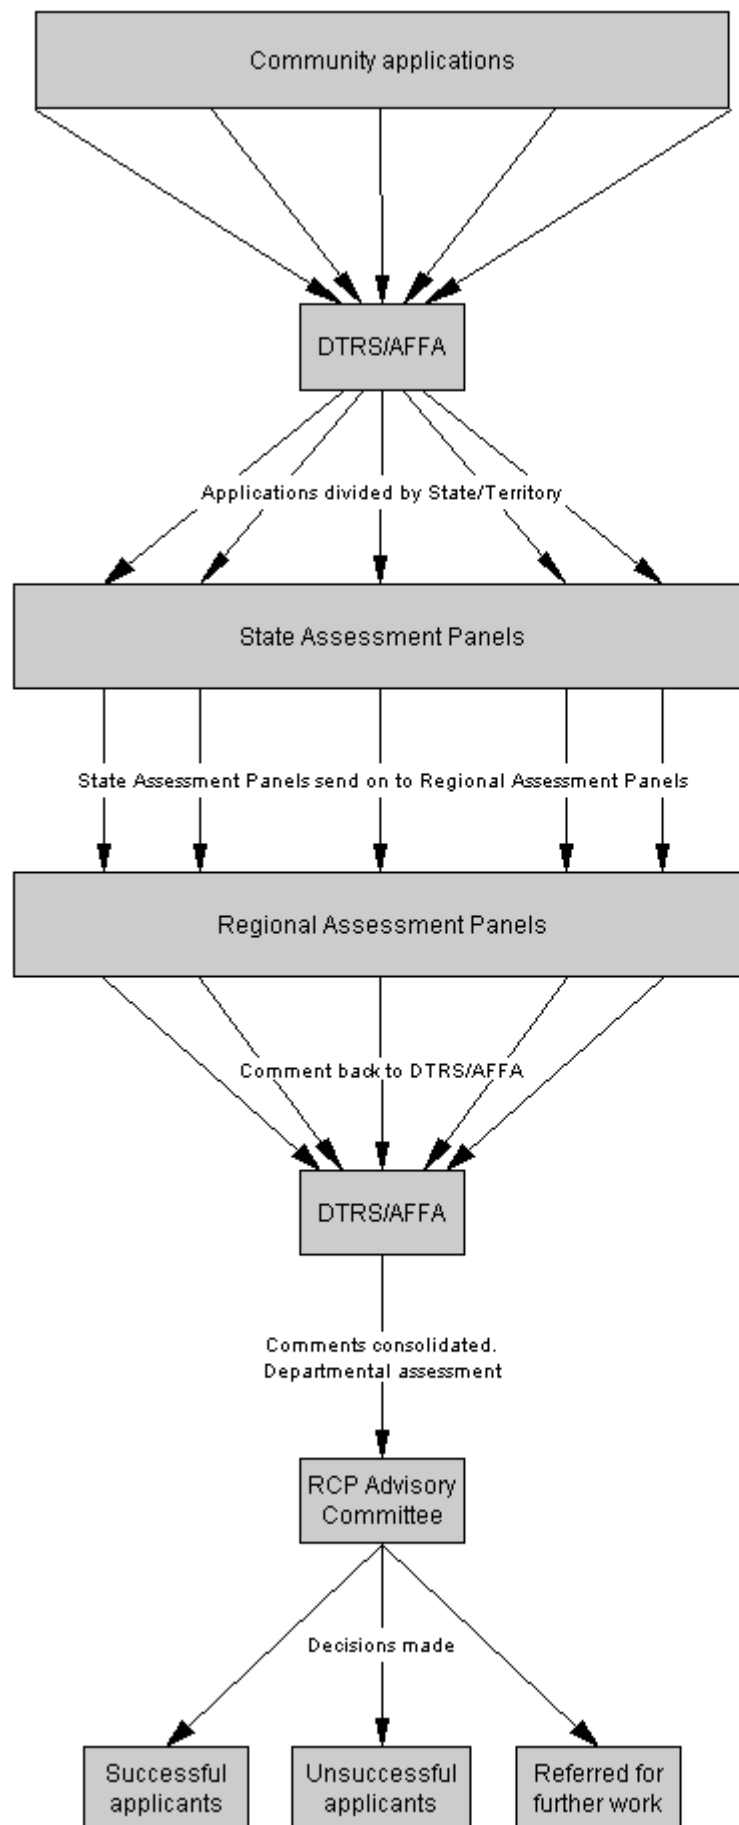 Community applications
DTRS/AFFA
Applications divided by State/Territory
State Assessment Panels
State Assessment Panels send on to Regional Assessment Panels
Regional Assessment Panels
Comment back to DTRS/AFFA
DTRS/AFFA
Comments consolidated.
Departmental assessment
RCP Advisory
Committee
Decisions made
Successful
applicants
Unsuccessful
applicants
Referred for
further work